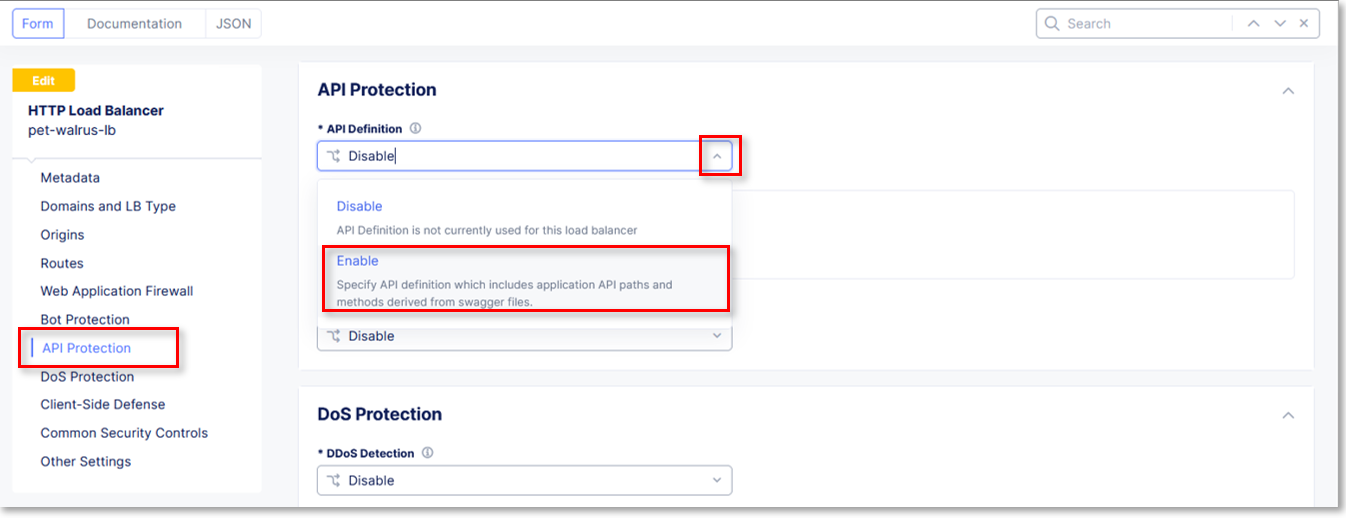 Form
Documentation
JSON
Search
Edit
HTTP Load Balancer
pet-walrus-lb
Metadata
Domains and LB Type
Origins
Routes
Web Application Firewall
Bot Protection
API Protection
DoS Protection
Client-Side Defense
Common Security Controls
Other Settings
API Protection
* API Definition
Disable
Disable
API Definition is not currently used for this load balancer
Enable
Specify API definition which includes application API paths and
methods derived from swagger files.
Disable
DoS Protection
* DDoS Detection
Disable